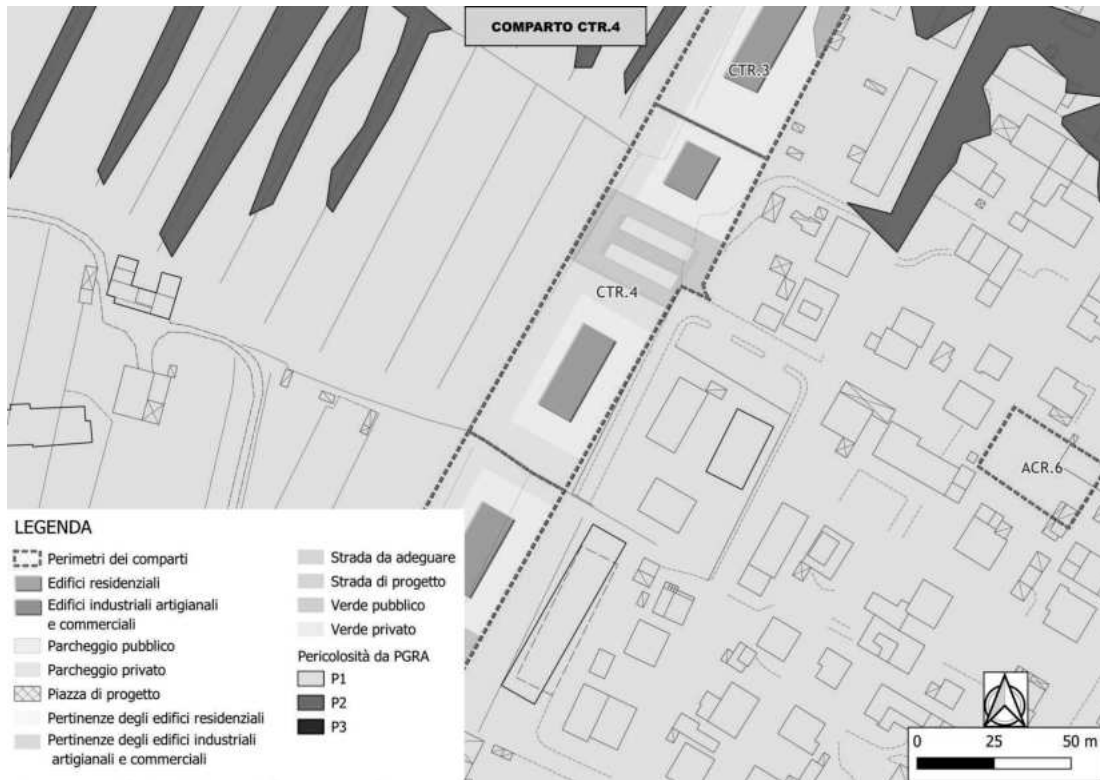 COMPARTO CTR.4
CTR.3
CTR.4
ACR.6
LEGENDA
Perimetri dei comparti
Edifici residenziali
Edifici industriali artigianali
e commerciali
Parcheggio pubblico
Parcheggio privato
Piazza di progetto
Pertinenze degli edifici residenziali
Pertinenze degli edifici industriali
artigianali e commerciali
Strada da adeguare
Strada di progetto
Verde pubblico
Verde privato
Pericolosità da PGRA
P1
P2
P3
0 25 50 m